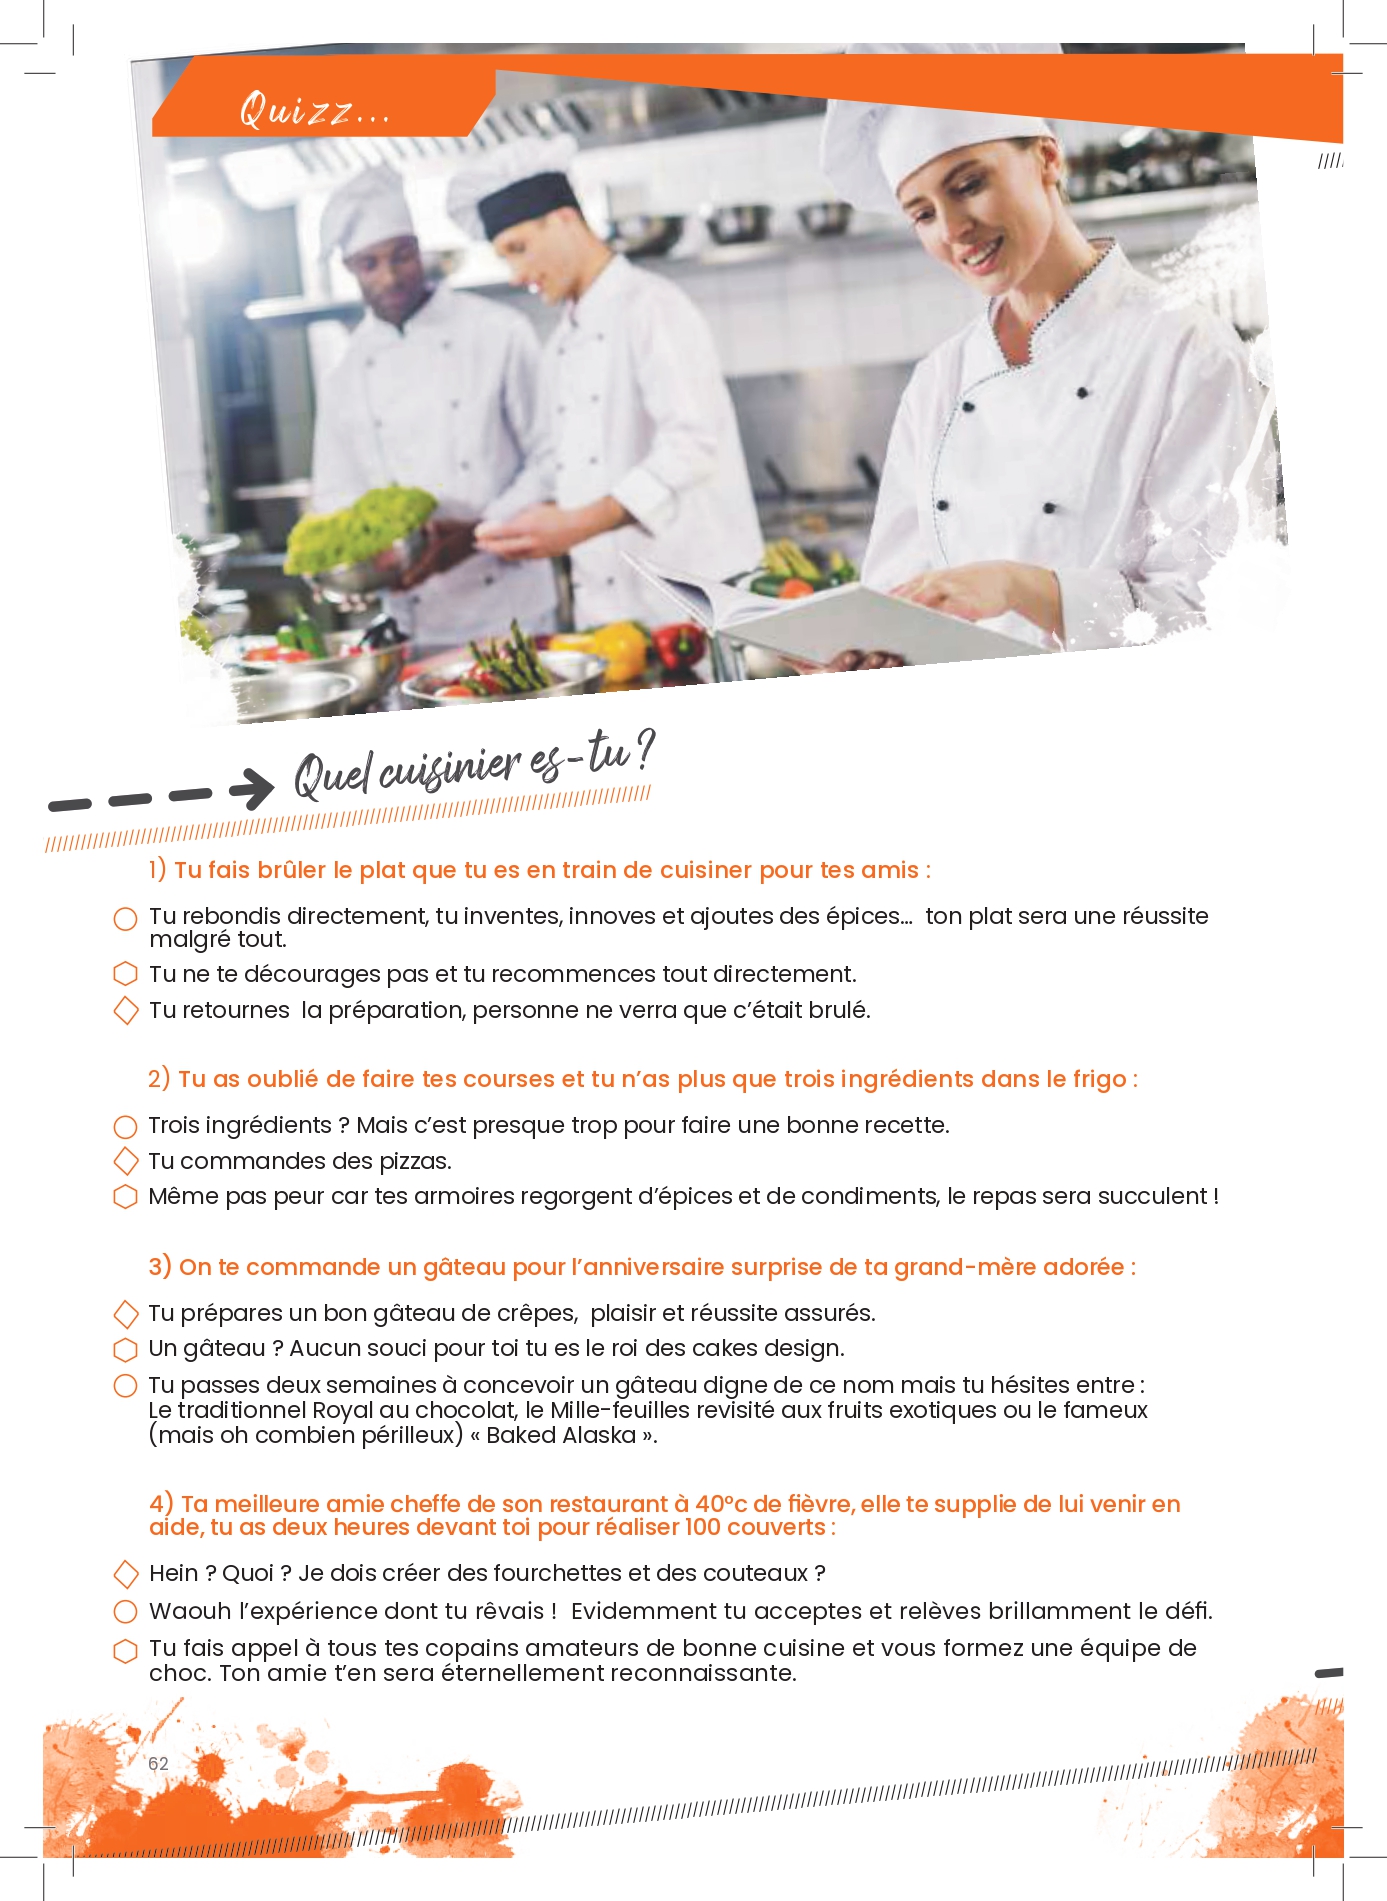 Quizz...
Quel cuisinier es-tu ?
1) Tu fais brûler le plat que tu es en train de cuisiner pour tes amis :
Tu rebondis directement, tu inventes, innoves et ajoutes des épices...  ton plat sera une réussite
malgré tout.
Tu ne te décourages pas et tu recommences tout directement.
Tu retournes  la préparation, personne ne verra que c’était brulé.
2) Tu as oublié de faire tes courses et tu n’as plus que trois ingrédients dans le frigo :
Trois ingrédients ? Mais c’est presque trop pour faire une bonne recette.
Tu commandes des pizzas.
Même pas peur car tes armoires regorgent d’épices et de condiments, le repas sera succulent !
3) On te commande un gâteau pour l’anniversaire surprise de ta grand-mère adorée :
Tu prépares un bon gâteau de crêpes,  plaisir et réussite assurés.
Un gâteau ? Aucun souci pour toi tu es le roi des cakes design.
Tu passes deux semaines à concevoir un gâteau digne de ce nom mais tu hésites entre :
Le traditionnel Royal au chocolat, le Mille-feuilles revisité aux fruits exotiques ou le fameux
(mais oh combien périlleux) « Baked Alaska ».
4) Ta meilleure amie cheffe de son restaurant à 40°c de fièvre, elle te supplie de lui venir en
aide, tu as deux heures devant toi pour réaliser 100 couverts :
Hein ? Quoi ? Je dois créer des fourchettes et des couteaux ?
Waouh l’expérience dont tu rêvais !  Evidemment tu acceptes et relèves brillamment le défi.
Tu fais appel à tous tes copains amateurs de bonne cuisine et vous formez une équipe de
choc. Ton amie t’en sera éternellement reconnaissante.
62